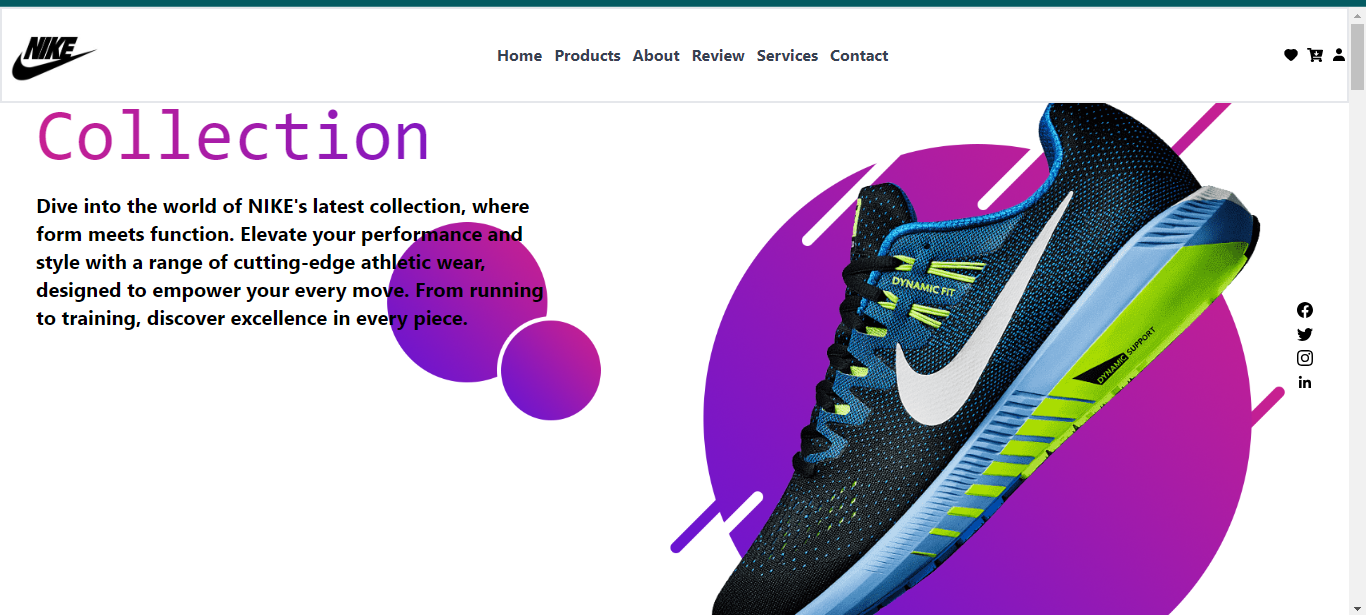 NIKE
Home Products About Review Services Contact
Collection
Dive into the world of NIKE's latest collection, where
form meets function. Elevate your performance and
style with a range of cutting-edge athletic wear,
designed to empower your every move. From running
to training, discover excellence in every piece.
DYNAMIC FIT
DYNAMIC SUPPORT